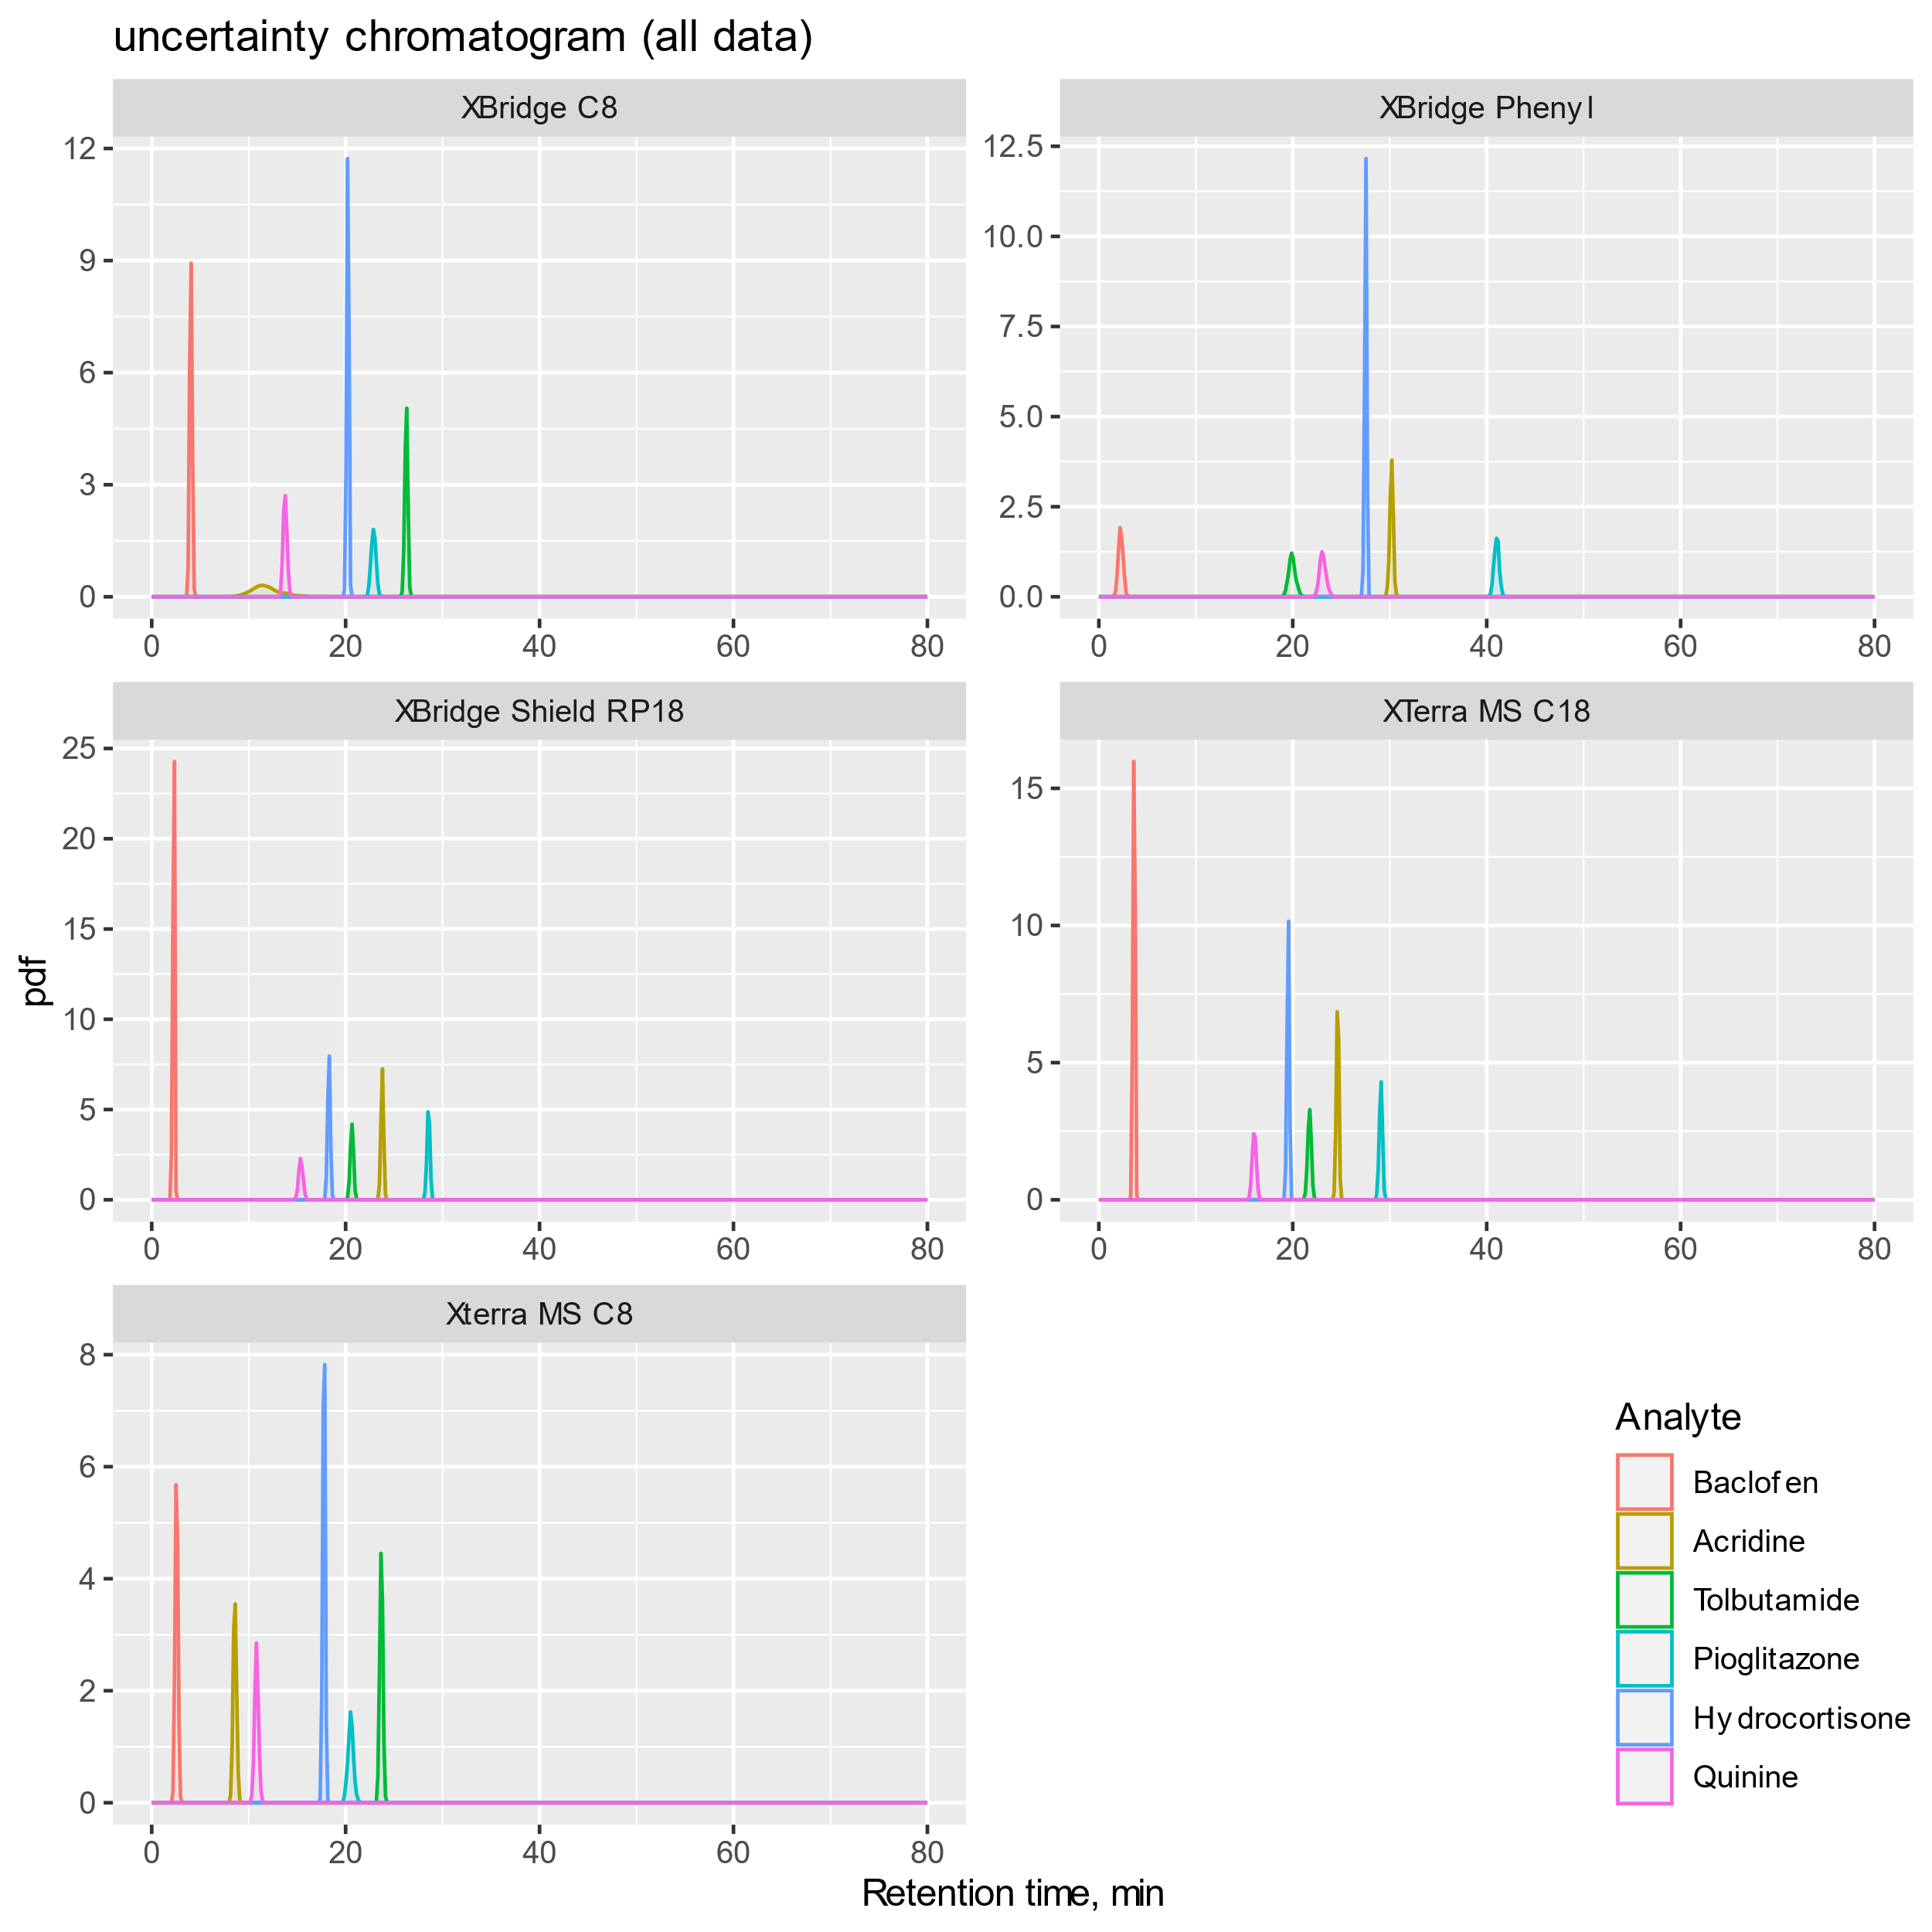 uncertainty chromatogram (all data)
XBridge C8
XBridge Phenyl
12
9
6
3
0
0 20 40 60 80
12.5
10.0
7.5
5.0
2.5
0.0
0 20 40 60 80
XBridge Shield RP18
XTerra MS C18
25
20
15
10
5
0
0 20 40 60 80
15
10
5
0
0 20 40 60 80
pdf
Xterra MS C8
8
6
4
2
0
0 20 40 60 80
Retention time, min
Analyte
Baclofen
Acridine
Tolbutamide
Pioglitazone
Hydrocortisone
Quinine